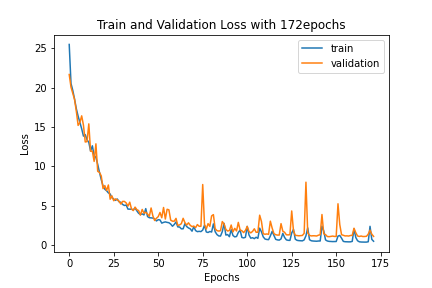 Train and Validation Loss with 172epochs
train
validation
Loss
25
20
15
10
5
0
0 25 50 75 100 125 150 175
Epochs